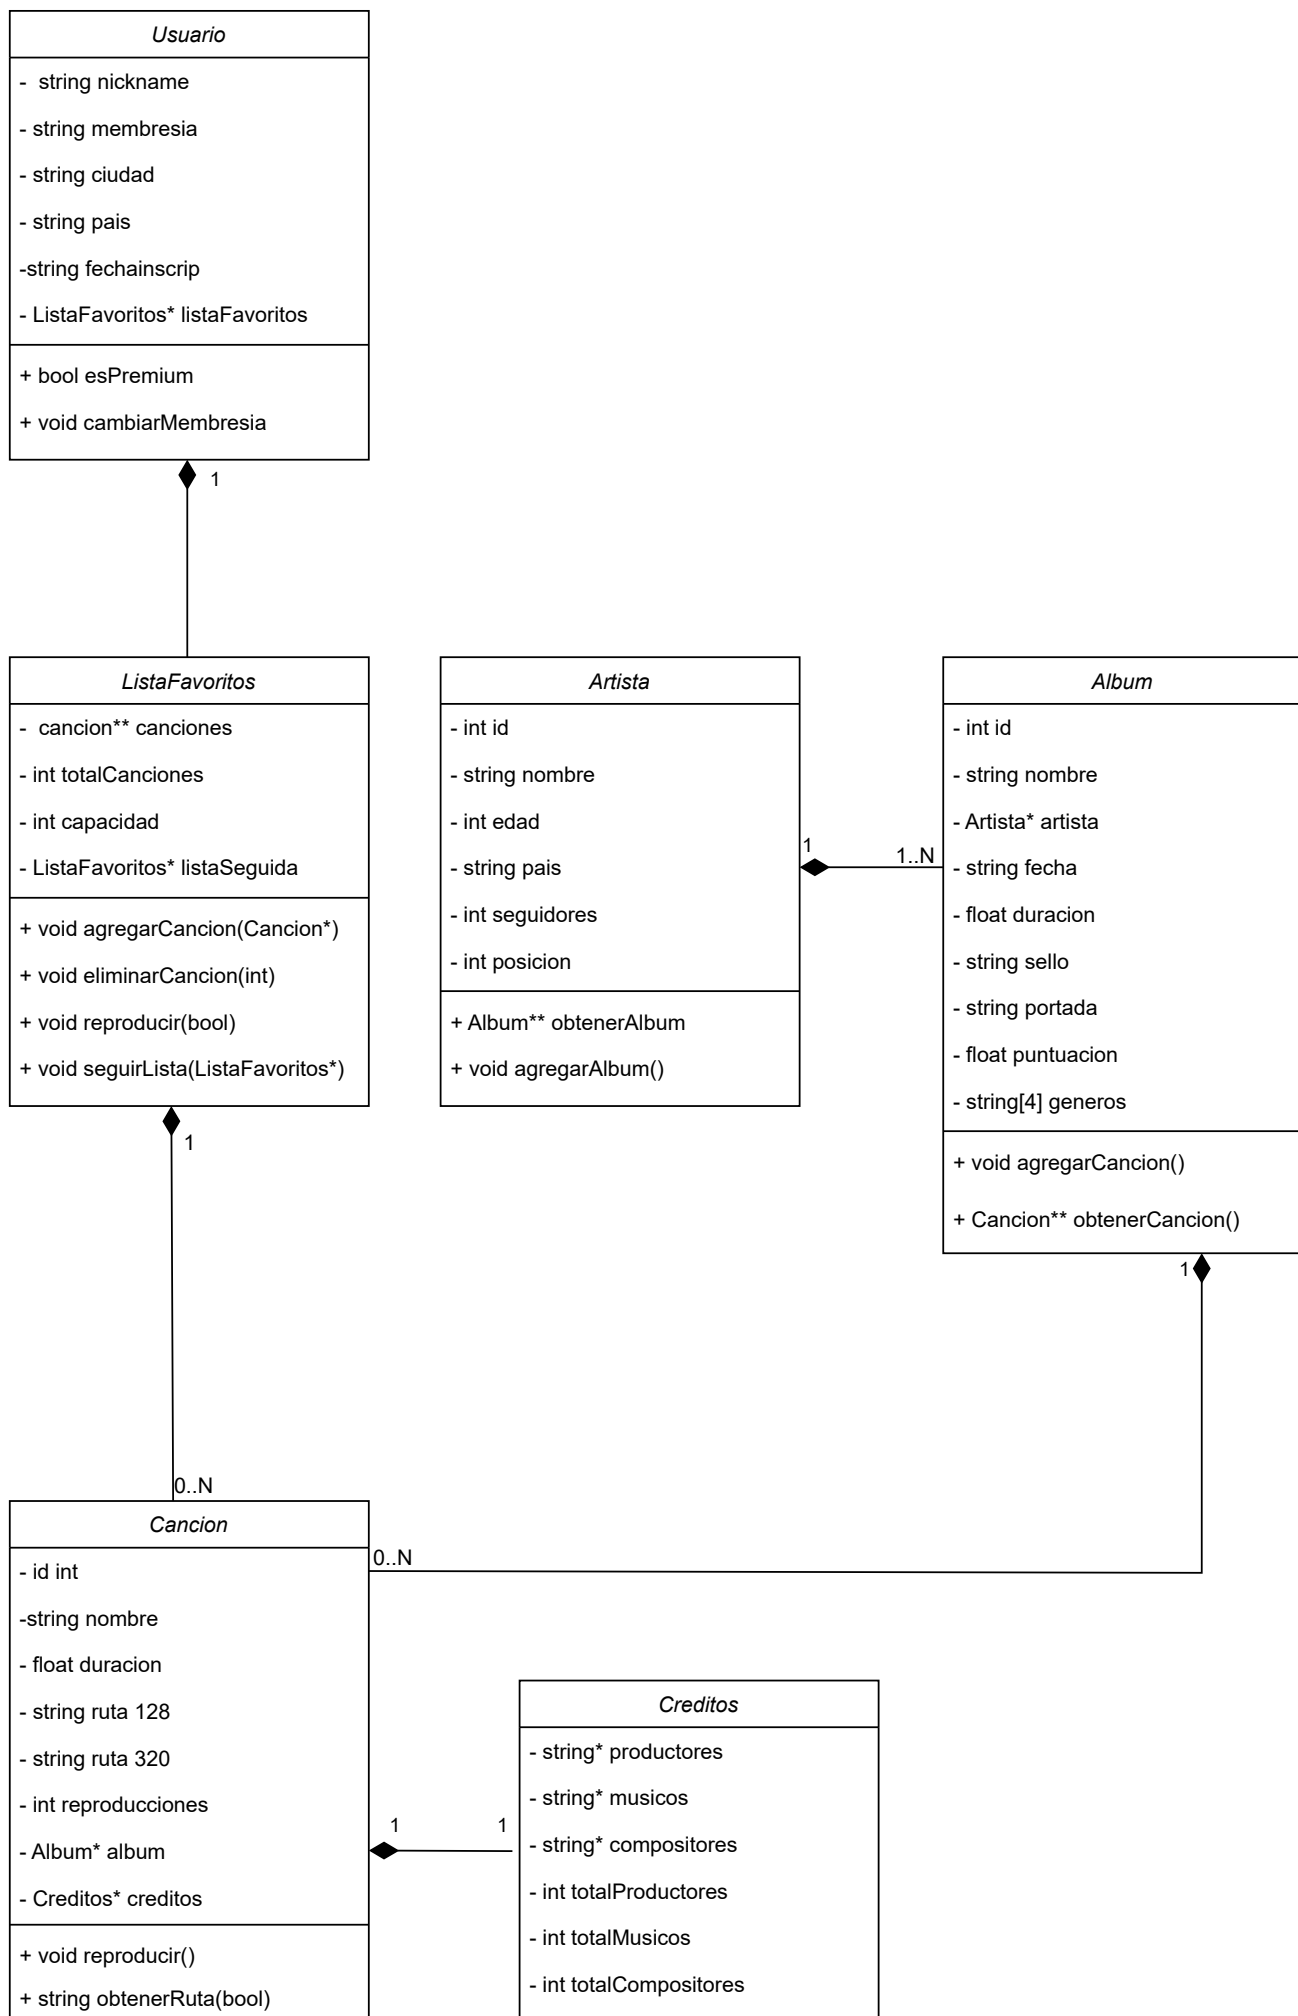 Usuario
- string nickname
- string membresia
- string ciudad
- string pais
-string fechainscrip
- ListaFavoritos* listaFavoritos
+ bool esPremium
+ void cambiarMembresia
1
ListaFavoritos
- cancion** canciones
- int totalCanciones
- int capacidad
- ListaFavoritos* listaSeguida
+ void agregarCancion(Cancion*)
+ void eliminarCancion(int)
+ void reproducir(bool)
+ void seguirLista(ListaFavoritos*)
1
0..N
Artista
- int id
- string nombre
- int edad
- string pais
- int seguidores
- int posicion
+ Album** obtenerAlbum
+ void agregarAlbum()
1
1..N
Album
- int id
- string nombre
- Artista* artista
- string fecha
- float duracion
- string sello
- string portada
- float puntuacion
- string[4] generos
+ void agregarCancion()
+ Cancion** obtenerCancion()
1
0..N
Cancion
- id int
-string nombre
- float duracion
- string ruta 128
- string ruta 320
- int reproducciones
- Album* album
- Creditos* creditos
+ void reproducir()
+ string obtenerRuta(bool)
1
1
Creditos
- string* productores
- string* musicos
- string* compositores
- int totalProductores
- int totalMusicos
- int totalCompositores